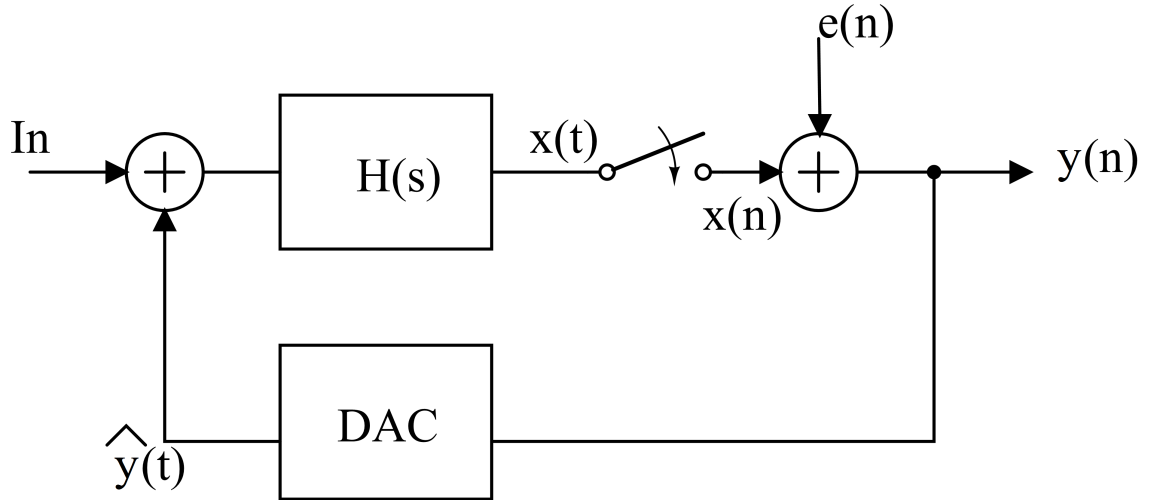 e(n)
In
H(s)
x(t)
x(n)
y(n)
DAC
ŷ(t)